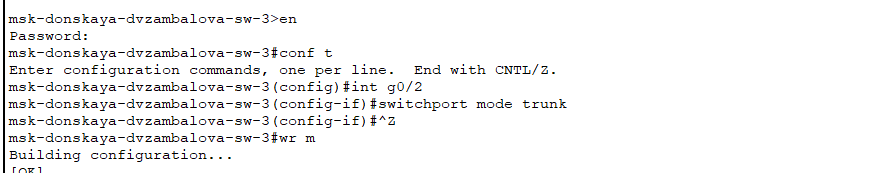 msk-donskaya-dvzambalova-sw-3>en
Password:
msk-donskaya-dvzambalova-sw-3#conf t
Enter configuration commands, one per line.  End with CNTL/Z.
msk-donskaya-dvzambalova-sw-3(config)#int g0/2
msk-donskaya-dvzambalova-sw-3(config-if)#switchport mode trunk
msk-donskaya-dvzambalova-sw-3(config-if)#^Z
msk-donskaya-dvzambalova-sw-3#wr m
Building configuration...
[OK]